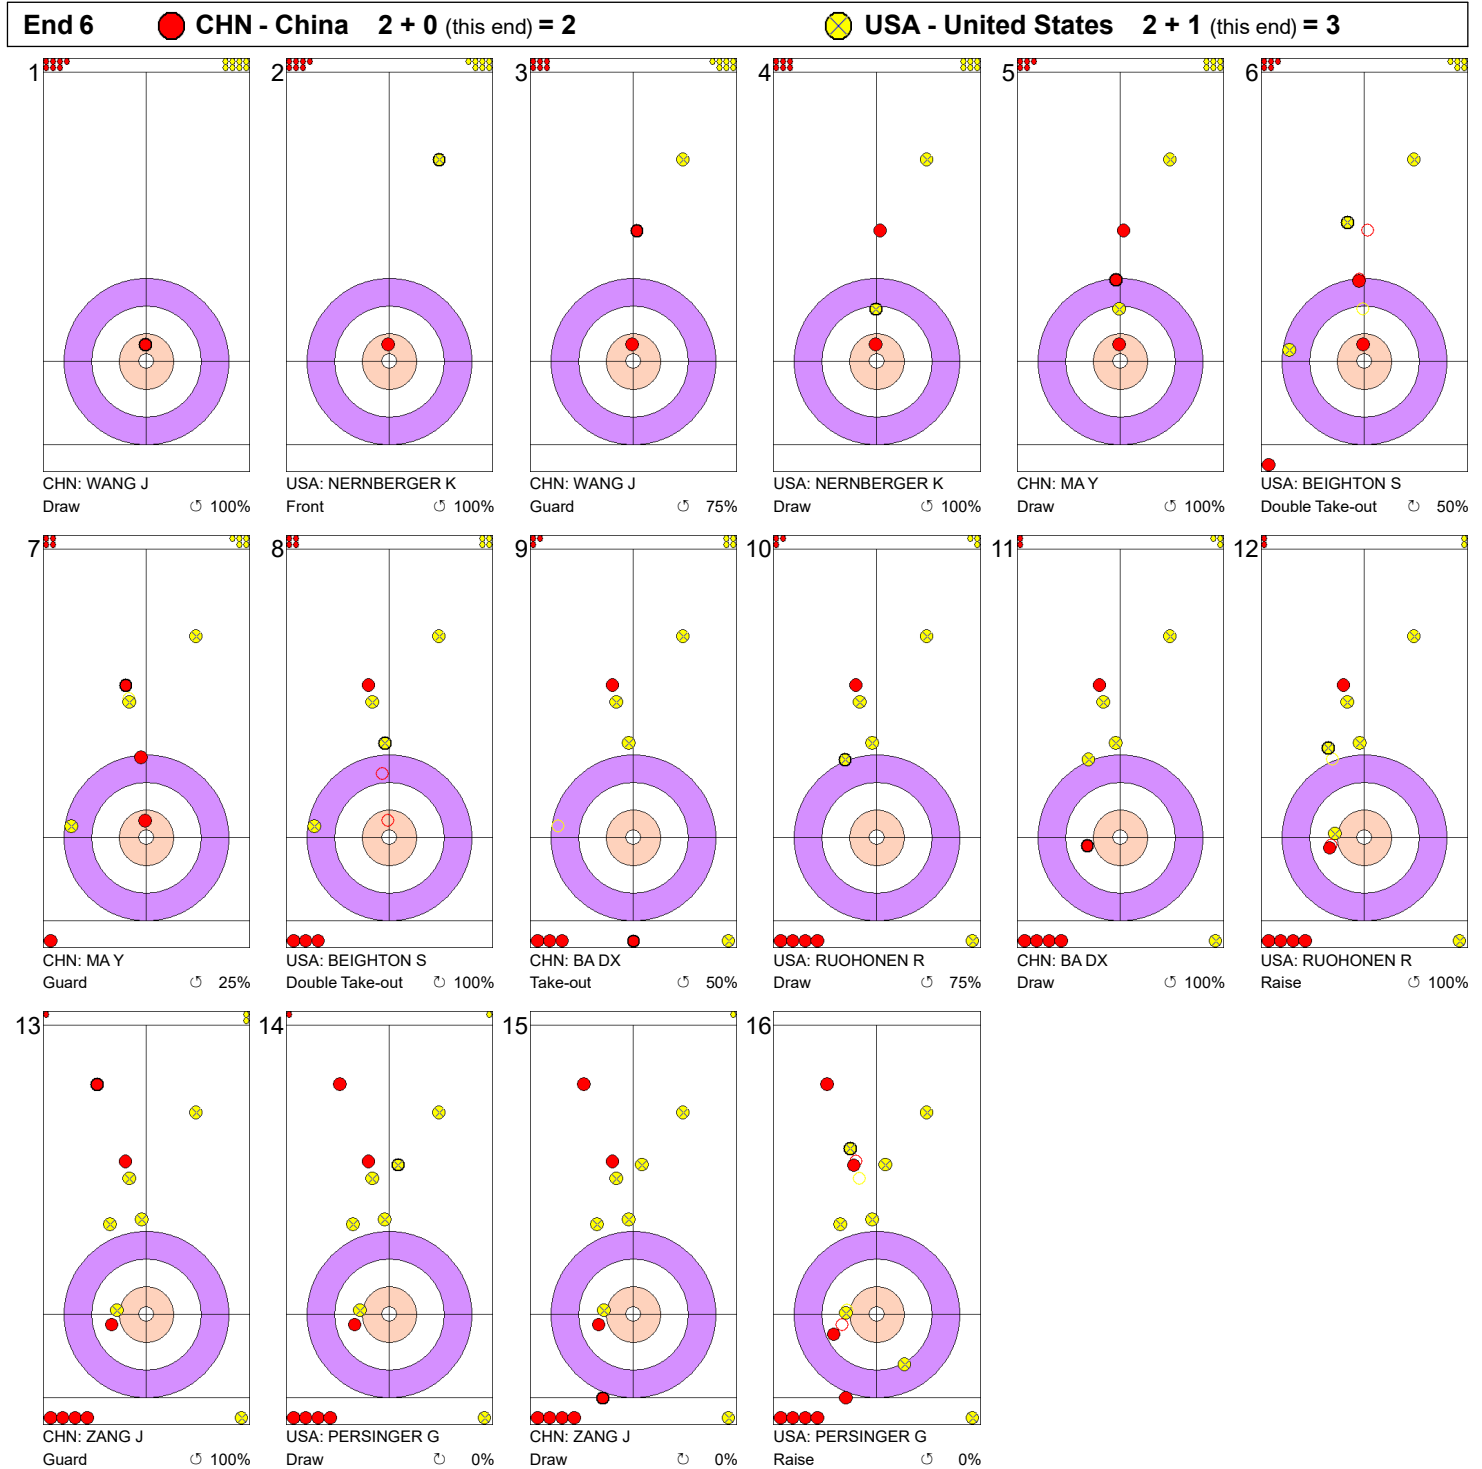 End 6 CHN - China 2 + 0 (this end) = 2 USA - United States 2 + 1 (this end) = 3
1 2 3 4 5 6
CHN: WANG J USA: NERNBERGER K CHN: WANG J USA: NERNBERGER K CHN: MA Y USA: BEIGHTON S
Draw ↺ 100% Front ↺ 100% Guard ↺ 75% Draw ↺ 100% Draw ↺ 100% Double Take-out ↻ 50%
7 8 9 10 11 12
CHN: MA Y USA: BEIGHTON S CHN: BA DX USA: RUOHONEN R CHN: BA DX USA: RUOHONEN R
Guard ↺ 25% Double Take-out ↻ 100% Take-out ↺ 50% Draw ↺ 75% Draw ↺ 100% Raise ↺ 100%
13 14 15 16
CHN: ZANG J USA: PERSINGER G CHN: ZANG J USA: PERSINGER G
Guard ↺ 100% Draw ↻ 0% Draw ↻ 0% Raise ↻ 0%